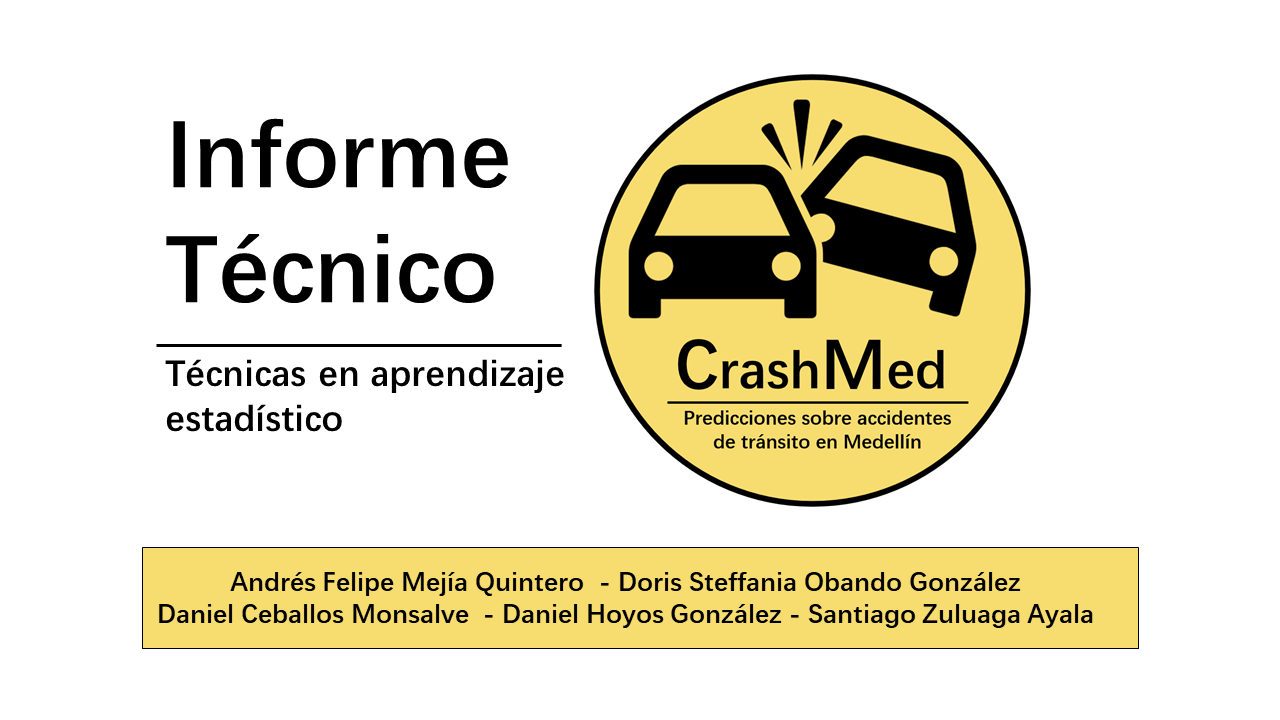 Informe
Técnico
Técnicas en aprendizaje
estadístico
CrashMed
Predicciones sobre accidentes
de tránsito en Medellín
Andrés Felipe Mejía Quintero  - Doris Steffania Obando González
Daniel Ceballos Monsalve  - Daniel Hoyos González - Santiago Zuluaga Ayala